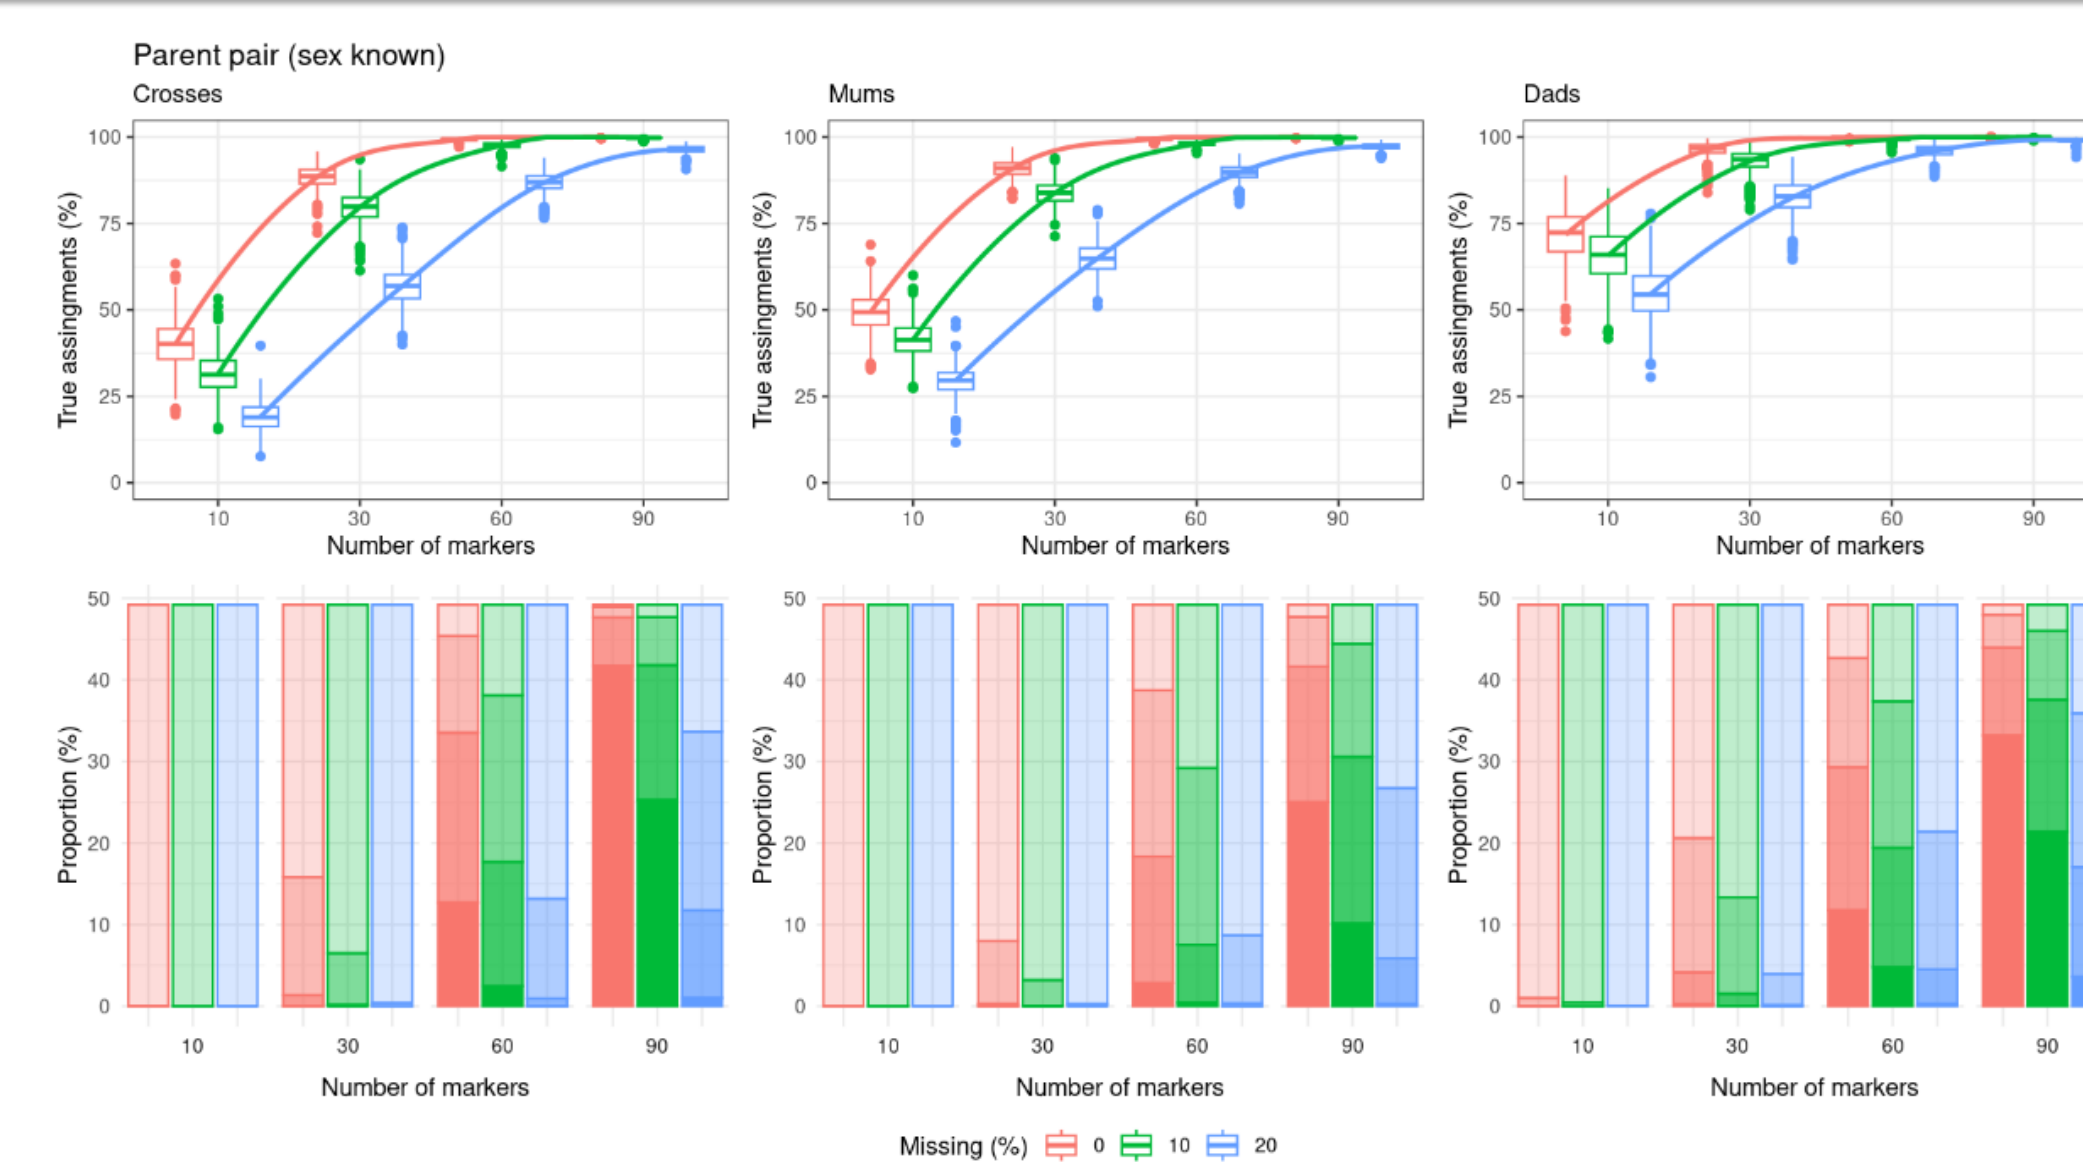 Parent pair (sex known)
Crosses
Mums
Dads
True assingments (%)
100
75
50
25
0
10 30 60 90
Number of markers
True assingments (%)
100
75
50
25
0
10 30 60 90
Number of markers
True assingments (%)
100
75
50
25
0
10 30 60 90
Number of markers
Proportion (%)
50
40
30
20
10
0
10 30 60 90
Number of markers
Proportion (%)
50
40
30
20
10
0
10 30 60 90
Number of markers
Proportion (%)
50
40
30
20
10
0
10 30 60 90
Number of markers
Missing (%) 0 10 20